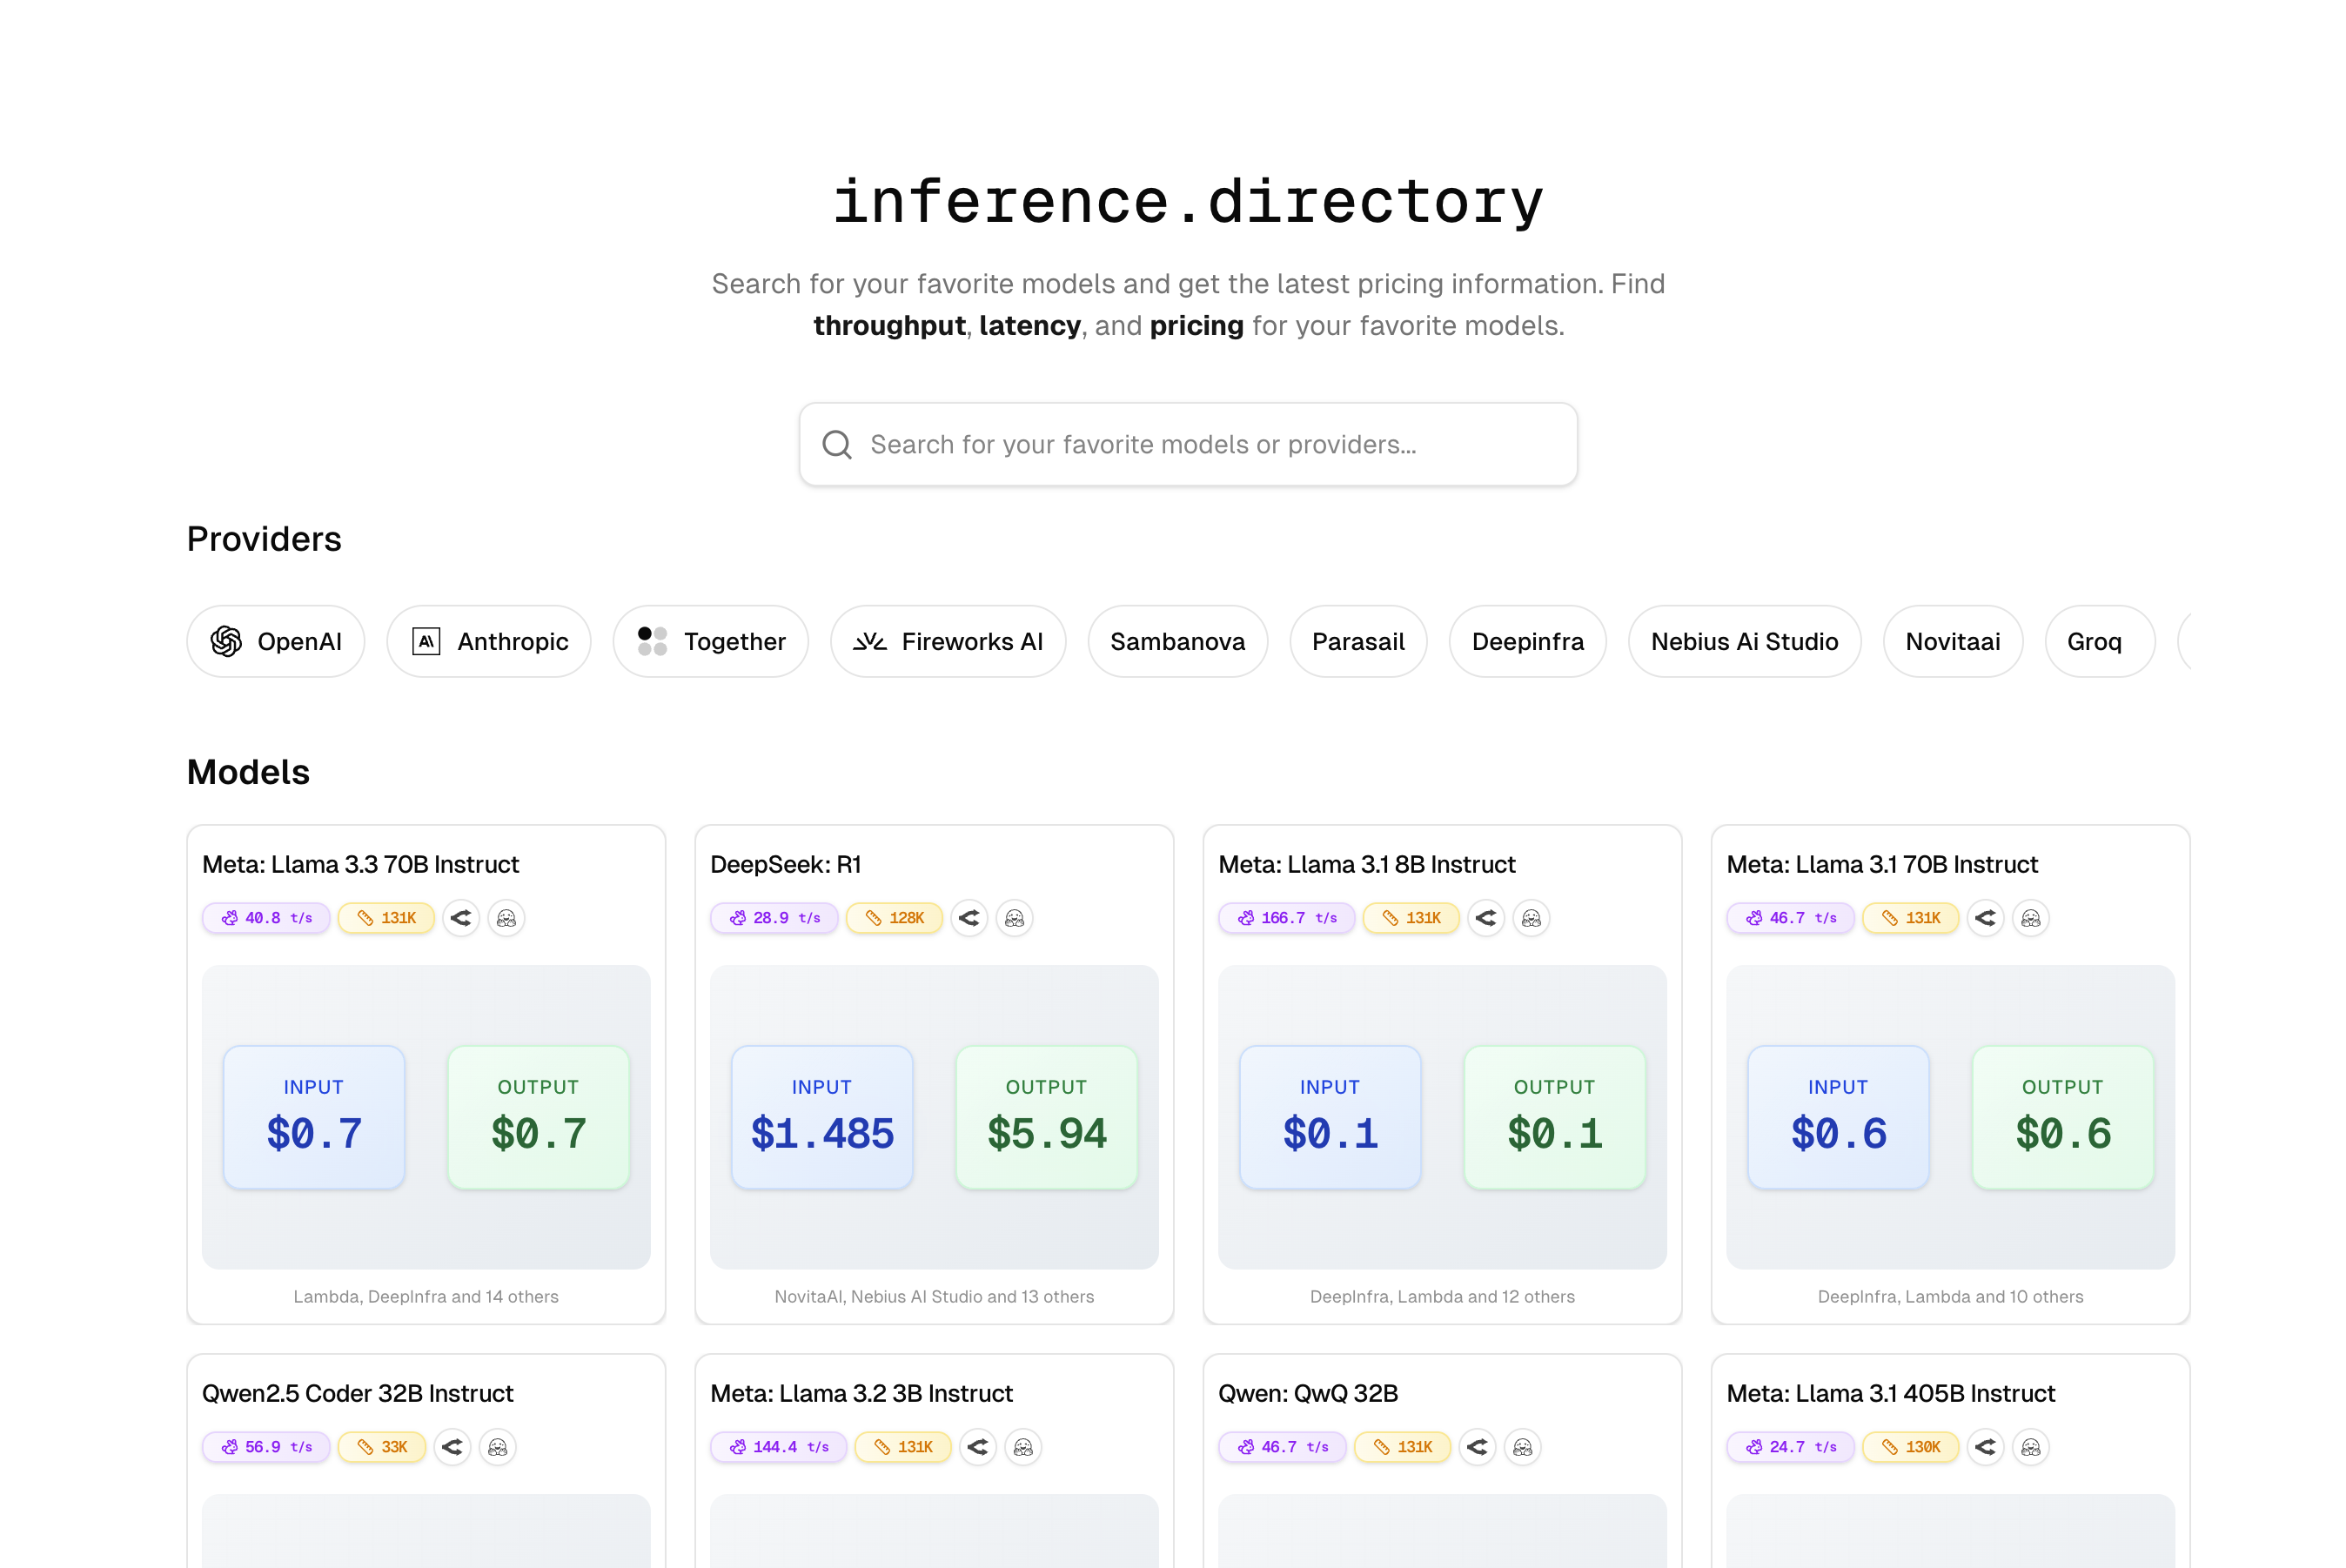 inference.directory
Search for your favorite models and get the latest pricing information. Find
throughput, latency, and pricing for your favorite models.
Search for your favorite models or providers...
Providers
OpenAI
Anthropic
Together
Fireworks AI
Sambanova
Parasail
Deepinfra
Nebius Ai Studio
Novitaai
Groq
Models
Meta: Llama 3.3 70B Instruct
40.8 t/s
131K
INPUT
$0.7
OUTPUT
$0.7
Lambda, DeepInfra and 14 others
DeepSeek: R1
28.9 t/s
128K
INPUT
$1.485
OUTPUT
$5.94
NovitaAI, Nebius AI Studio and 13 others
Meta: Llama 3.1 8B Instruct
166.7 t/s
131K
INPUT
$0.1
OUTPUT
$0.1
DeepInfra, Lambda and 12 others
Meta: Llama 3.1 70B Instruct
46.7 t/s
131K
INPUT
$0.6
OUTPUT
$0.6
DeepInfra, Lambda and 10 others
Qwen2.5 Coder 32B Instruct
56.9 t/s
33K
Meta: Llama 3.2 3B Instruct
144.4 t/s
131K
Qwen: QwQ 32B
46.7 t/s
131K
Meta: Llama 3.1 405B Instruct
24.7 t/s
130K